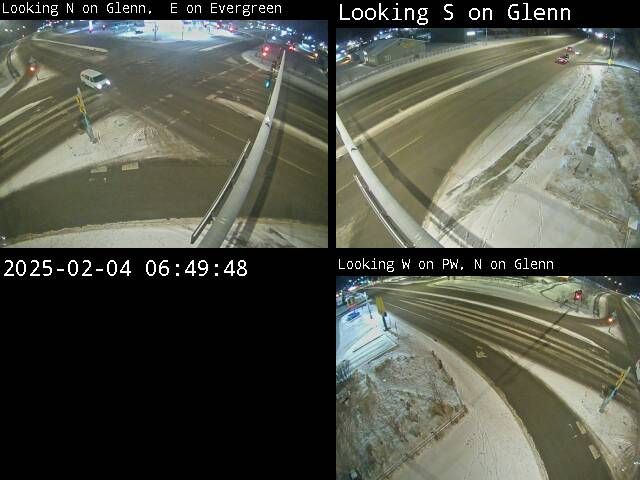 Looking N on Glenn,  E on Evergreen
Looking S on Glenn
2025-02-04 06:49:48
Looking W on PW, N on Glenn